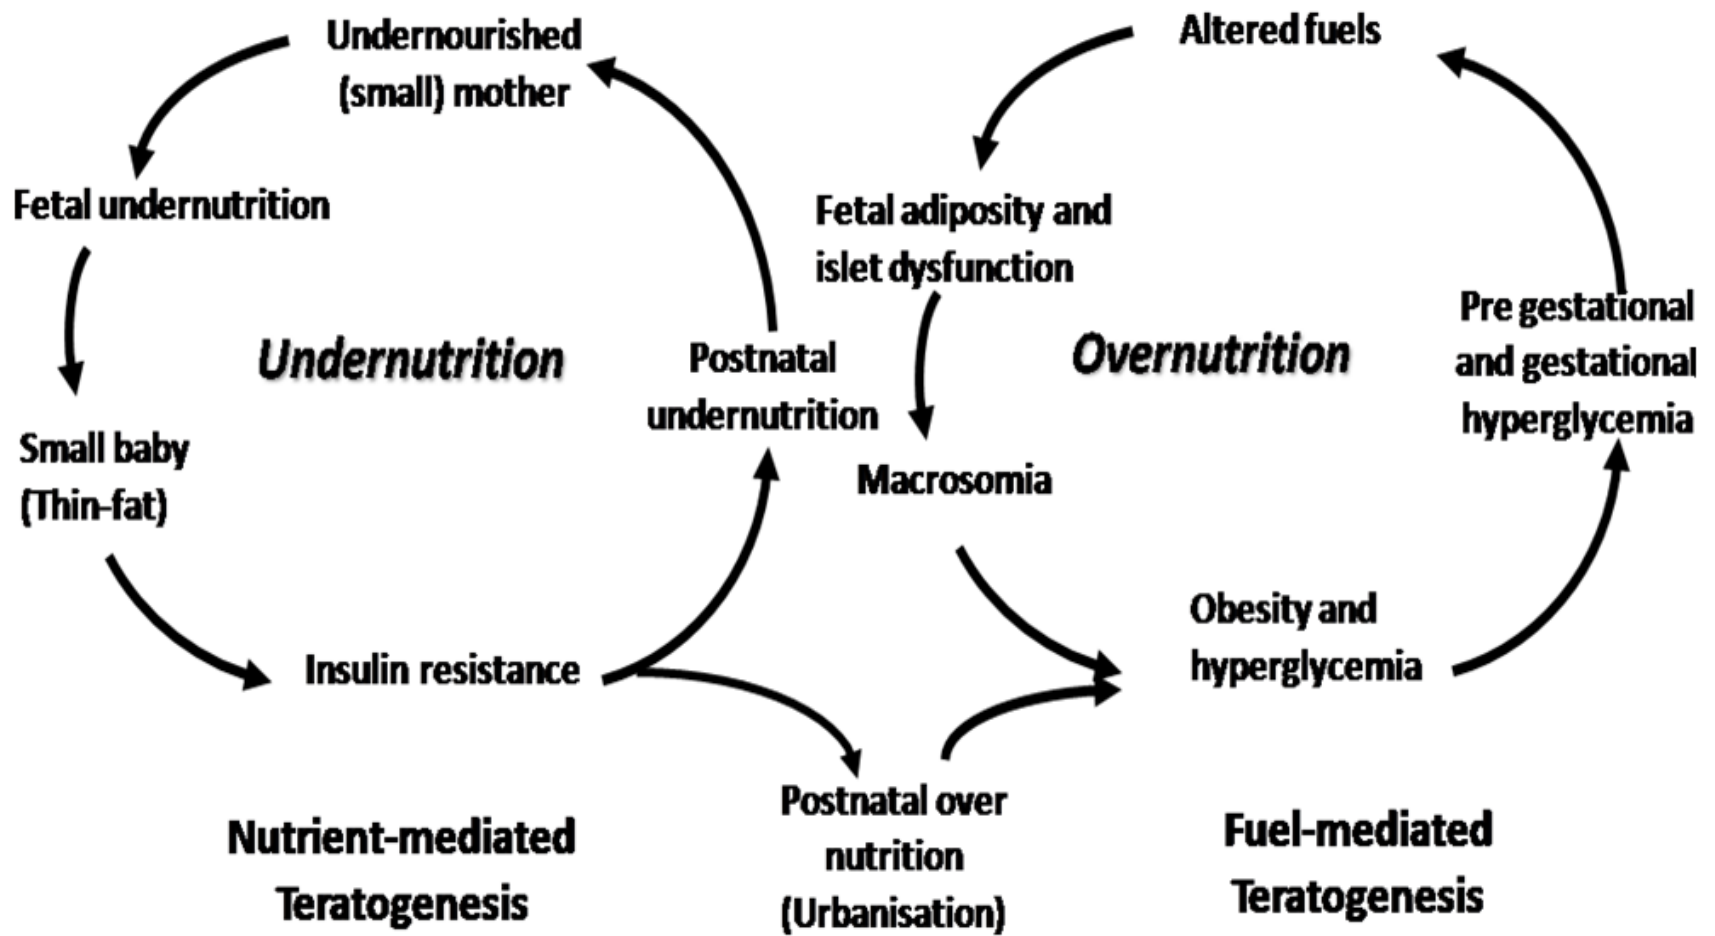 Undernourished
(small) mother
Fetal undernutrition
Small baby
(Thin-fat)
Insulin resistance
Postnatal
undernutrition
Undernutrition
Nutrient-mediated
Teratogenesis
Postnatal over
nutrition
(Urbanisation)
Altered fuels
Fetal adiposity and
islet dysfunction
Macrosomia
Obesity and
hyperglycemia
Pre gestational
and gestational
hyperglycemia
Overnutrition
Fuel-mediated
Teratogenesis